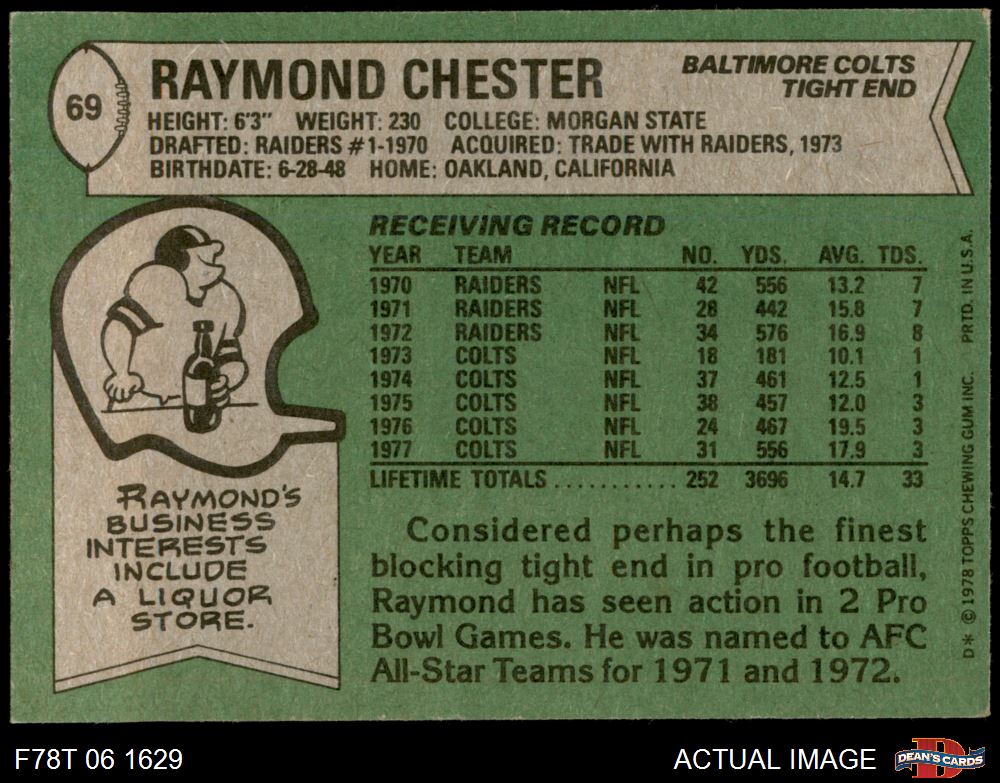 69
RAYMOND CHESTER
BALTIMORE COLTS
TIGHT END
HEIGHT: 6'3" WEIGHT: 230 COLLEGE: MORGAN STATE
DRAFTED: RAIDERS #1-1970 ACQUIRED: TRADE WITH RAIDERS, 1973
BIRTHDATE: 6-28-48 HOME: OAKLAND, CALIFORNIA
RECEIVING RECORD
YEAR TEAM NO. YDS. AVG. TDS.
1970 RAIDERS NFL 42 556 13.2 7
1971 RAIDERS NFL 28 442 15.8 7
1972 RAIDERS NFL 34 576 16.9 8
1973 COLTS NFL 18 181 10.1 1
1974 COLTS NFL 37 461 12.5 1
1975 COLTS NFL 38 457 12.0 3
1976 COLTS NFL 24 467 19.5 3
1977 COLTS NFL 31 556 17.9 3
LIFETIME TOTALS ........... 252 3696 14.7 33
RAYMOND'S
BUSINESS
INTERESTS
INCLUDE
A LIQUOR
STORE.
Considered perhaps the finest
blocking tight end in pro football,
Raymond has seen action in 2 Pro
Bowl Games. He was named to AFC
All-Star Teams for 1971 and 1972.
D* © 1978 TOPPS CHEWING GUM INC. PRTD. IN U.S.A.
F78T 06 1629
ACTUAL IMAGE
D
DEAN'S CARDS